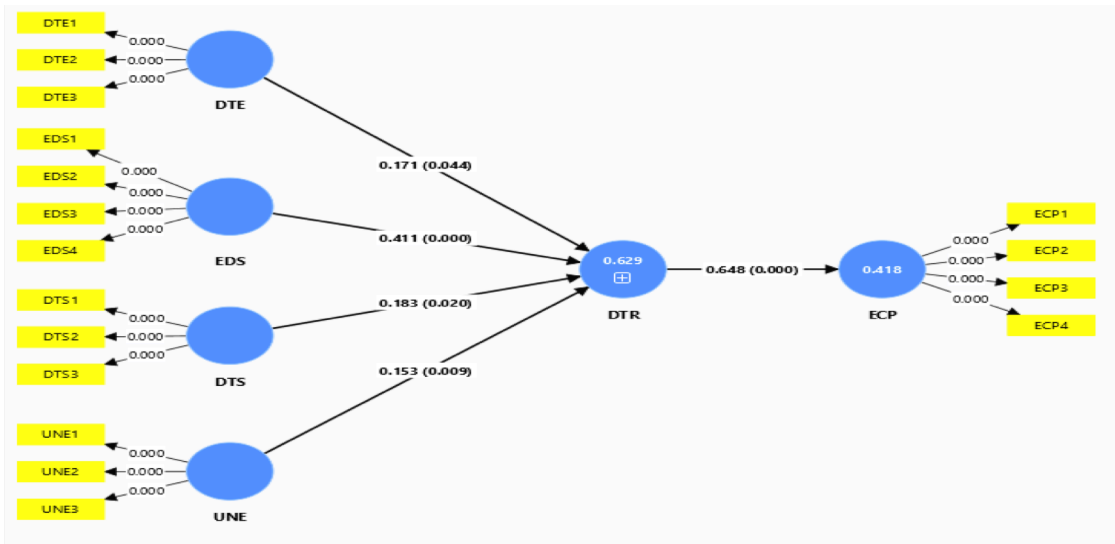 DTE1
0.000
DTE2
0.000
DTE3
0.000
DTE
EDS1
0.000
EDS2
0.000
EDS3
0.000
EDS4
0.000
EDS
DTS1
0.000
DTS2
0.000
DTS3
0.000
DTS
UNE1
0.000
UNE2
0.000
UNE3
0.000
UNE
0.171 (0.044)
0.411 (0.000)
0.183 (0.020)
0.153 (0.009)
0.629
DTR
0.648 (0.000)
0.418
ECP
ECP1
0.000
ECP2
0.000
ECP3
0.000
ECP4
0.000